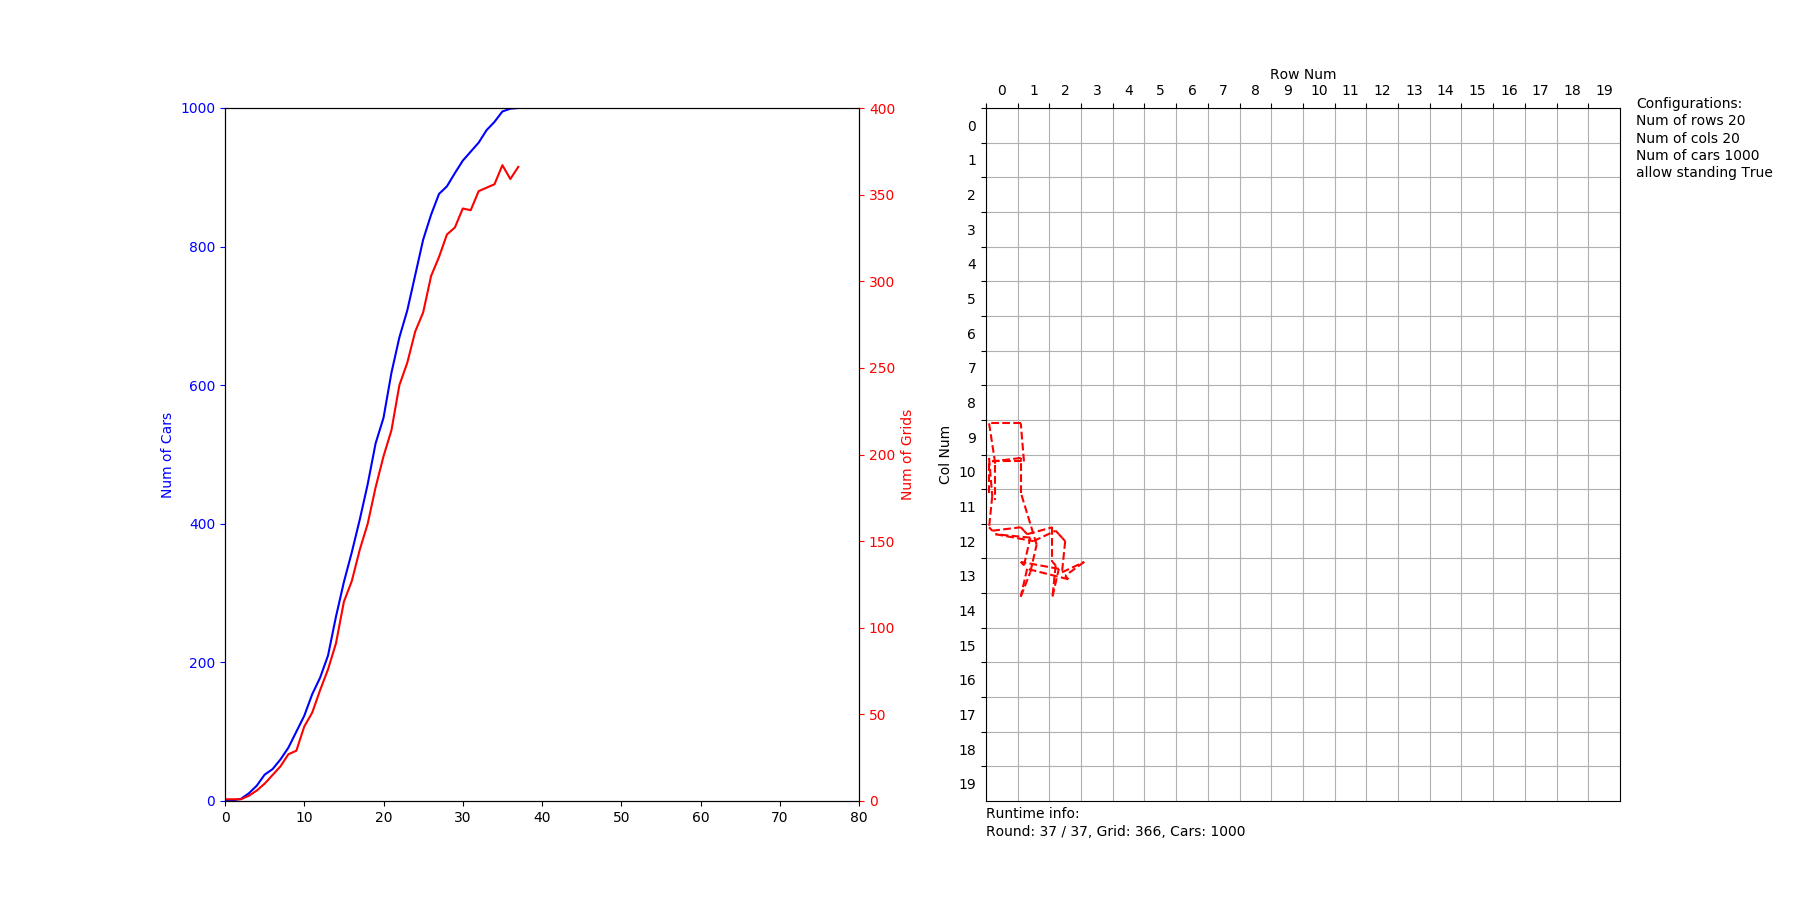 Num of Cars
1000
800
600
400
200
0
0 10 20 30 40 50 60 70 80
400
350
300
250
200
150
100
50
0
Num of Grids
Row Num
0 1 2 3 4 5 6 7 8 9 10 11 12 13 14 15 16 17 18 19
Col Num
0
1
2
3
4
5
6
7
8
9
10
11
12
13
14
15
16
17
18
19
Configurations:
Num of rows 20
Num of cols 20
Num of cars 1000
allow standing True
Runtime info:
Round: 37 / 37, Grid: 366, Cars: 1000